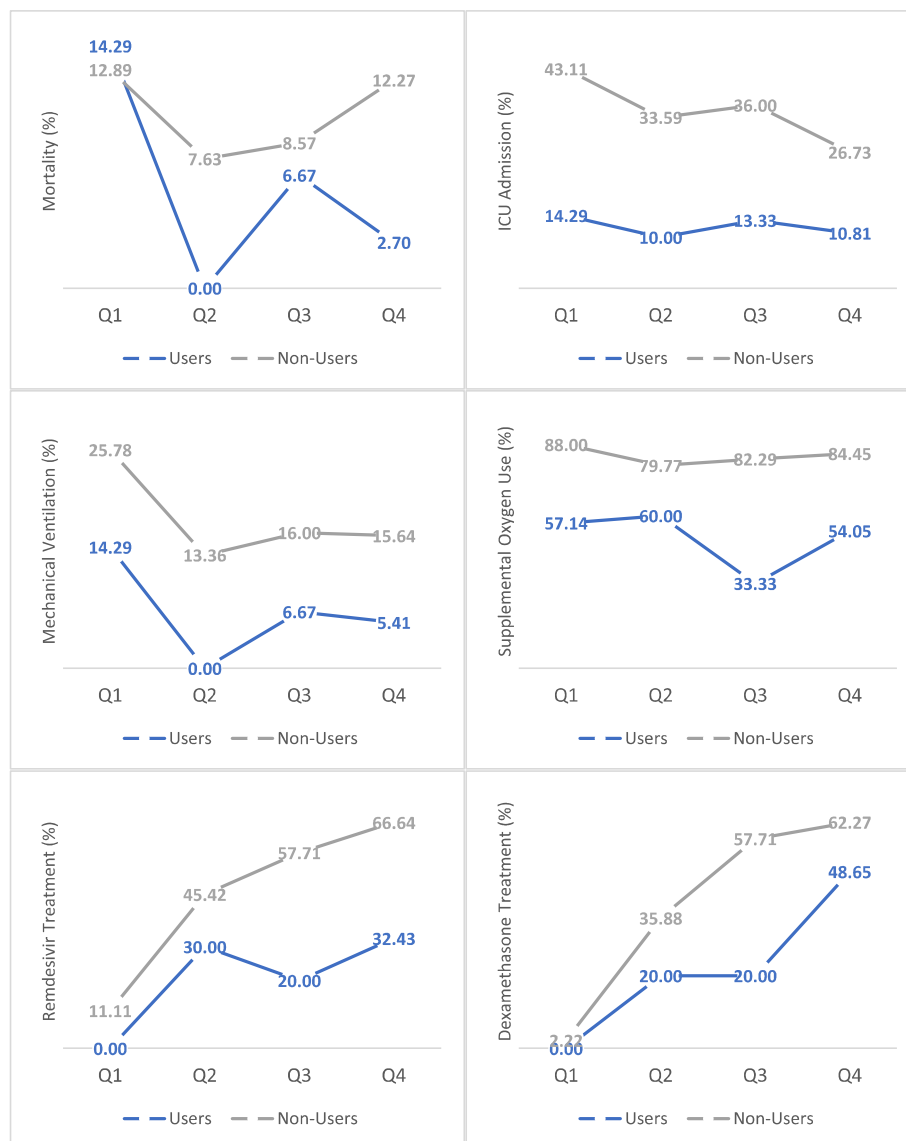 Mortality (%)
14.29
12.89
7.63
8.57
12.27
0.00
6.67
2.70
Q1 Q2 Q3 Q4
Users Non-Users
ICU Admission (%)
43.11
33.59
36.00
26.73
14.29
10.00
13.33
10.81
Q1 Q2 Q3 Q4
Users Non-Users
Mechanical Ventilation (%)
25.78
13.36
16.00
15.64
14.29
0.00
6.67
5.41
Q1 Q2 Q3 Q4
Users Non-Users
Supplemental Oxygen Use (%)
88.00
79.77
82.29
84.45
57.14
60.00
33.33
54.05
Q1 Q2 Q3 Q4
Users Non-Users
Remdesivir Treatment (%)
66.64
57.71
45.42
11.11
30.00
20.00
32.43
0.00
Q1 Q2 Q3 Q4
Users Non-Users
Dexamethasone Treatment (%)
62.27
57.71
35.88
2.22
48.65
20.00
20.00
0.00
Q1 Q2 Q3 Q4
Users Non-Users